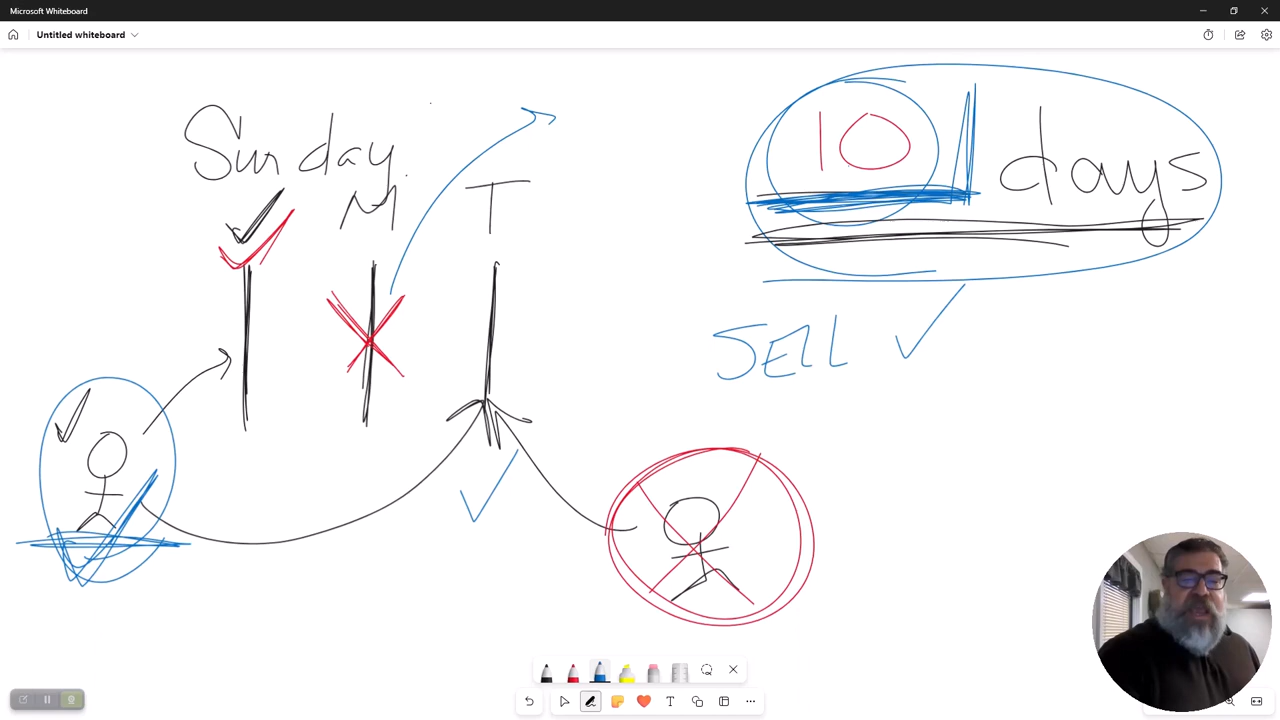 Microsoft Whiteboard
Untitled whiteboard
Sunday
M T
10 days
SELL
T